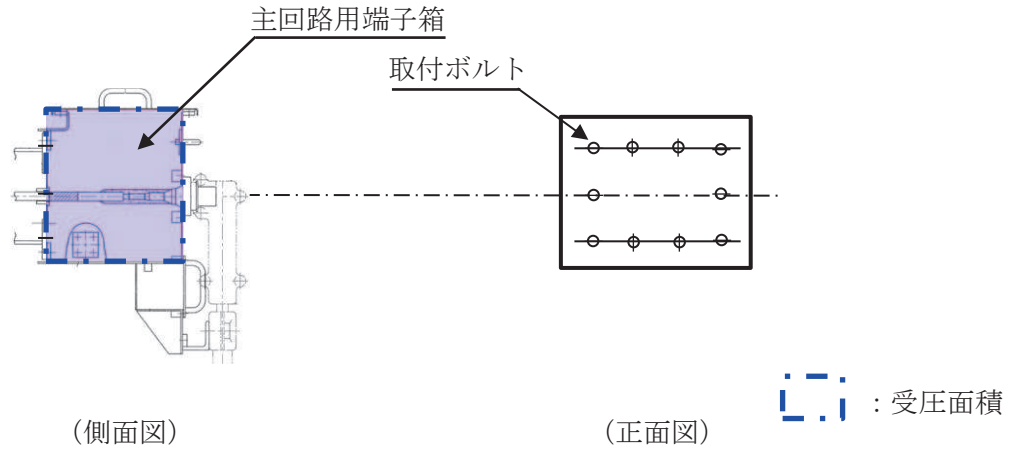 主回路用端子箱
取付ボルト
：受圧面積
（側面図）
（正面図）